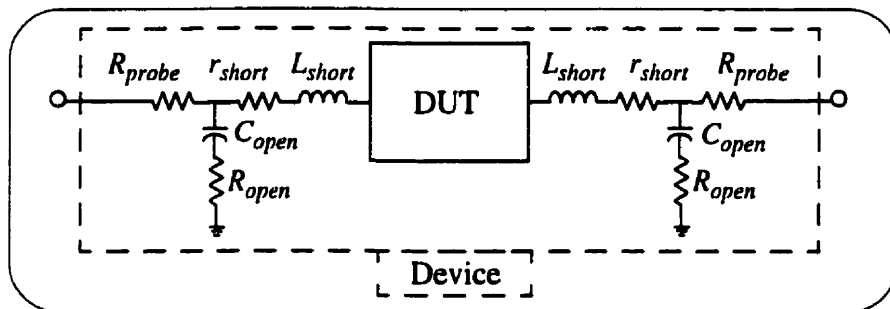 R_probe r_short L_short L_short r_short R_probe
DUT
C_open C_open
R_open R_open
Device